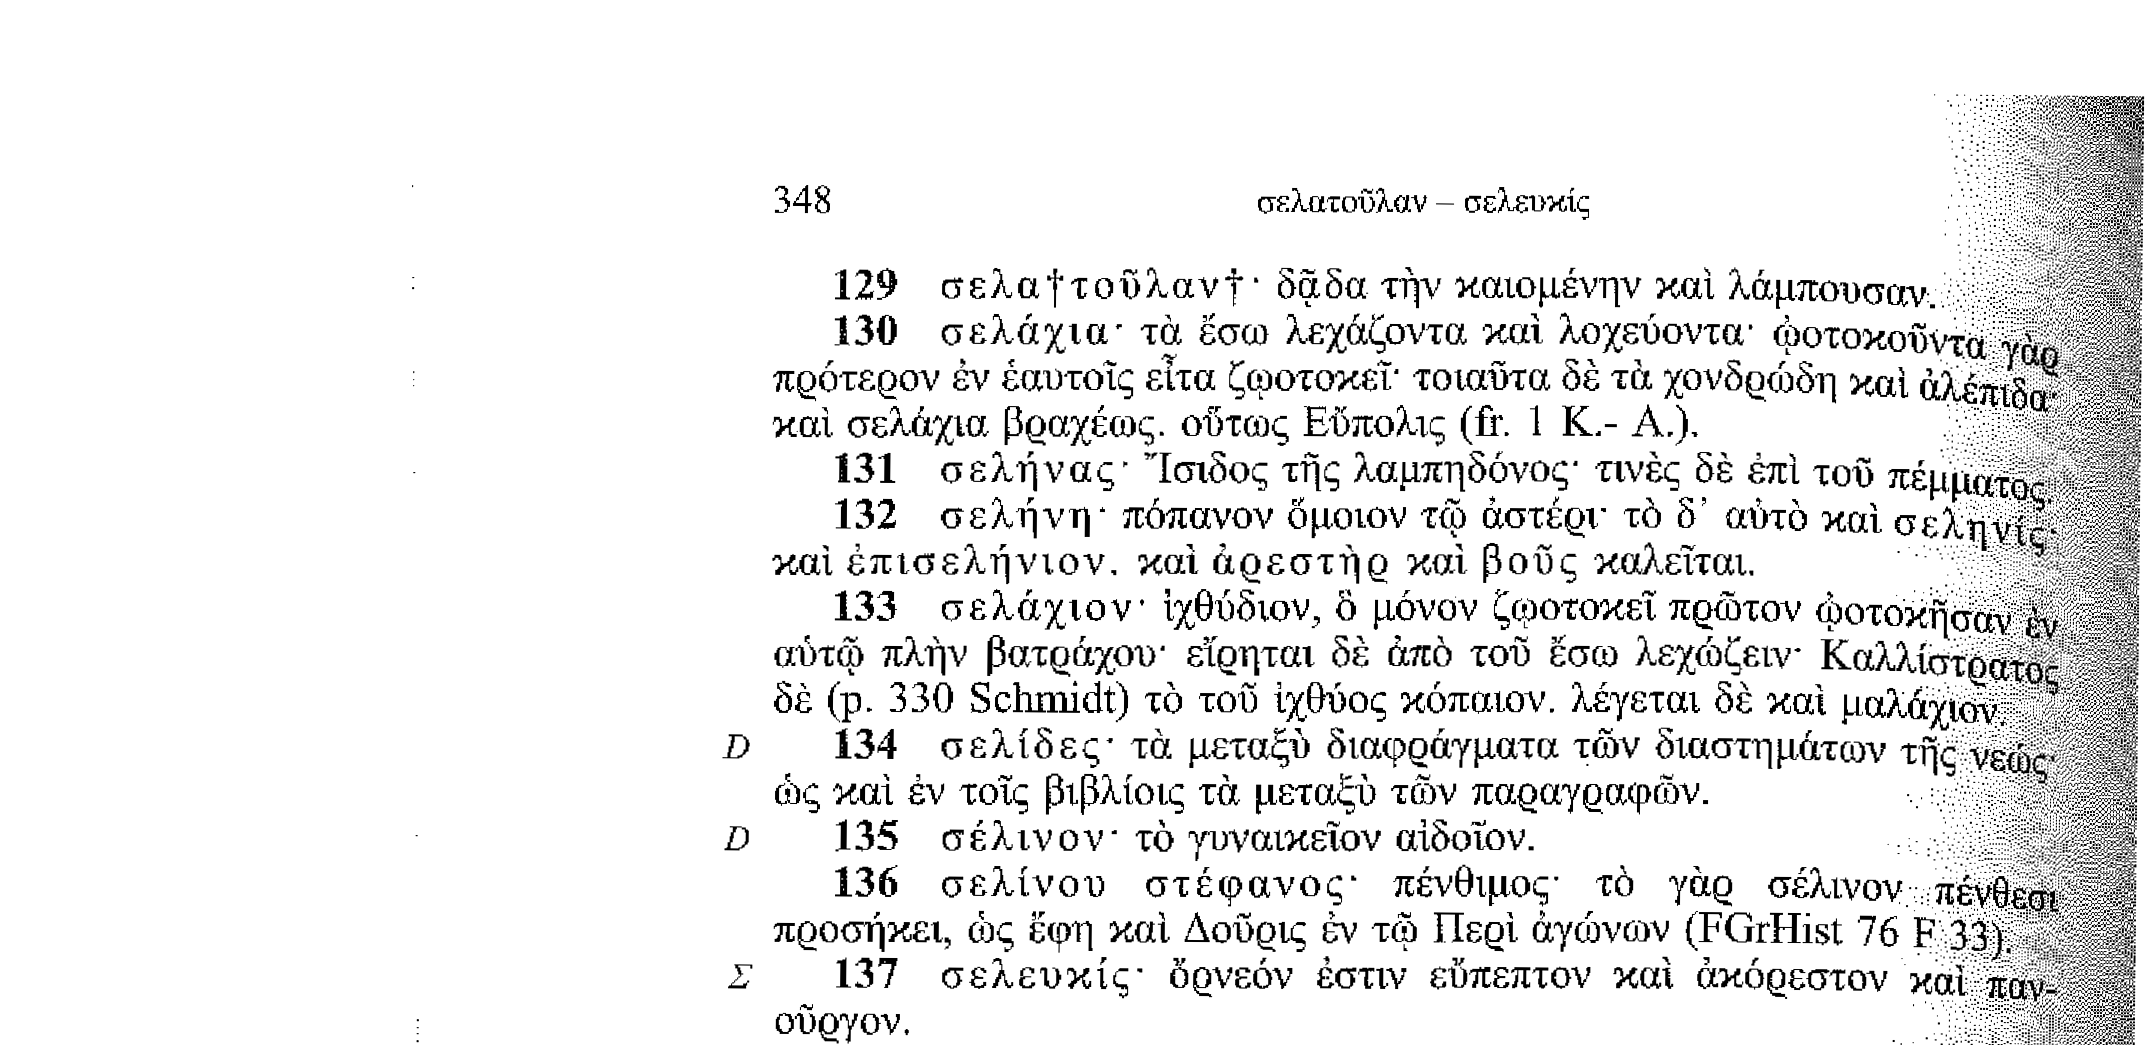 348 σελατοῦλαν – σελευκίς
129 σελα†τοῦλαν†· δᾷδα τὴν καιομένην καὶ λάμπουσαν.
130 σελάχια· τὰ ἔσω λεχάζοντα καὶ λοχεύοντα· ᾠοτοκοῦντα γὰρ
πρότερον ἐν ἑαυτοῖς εἶτα ζῳοτοκεῖ· τοιαῦτα δὲ τὰ χονδρώδη καὶ ἀλέπιδα·
καὶ σελάχια βραχέως. οὕτως Εὔπολις (fr. 1 K.- A.).
131 σελήνας· Ἴσιδος τῆς λαμπηδόνος· τινὲς δὲ ἐπὶ τοῦ πέμματος.
132 σελήνη· πόπανον ὅμοιον τῷ ἀστέρι· τὸ δ’ αὐτὸ καὶ σεληνίς·
καὶ ἐπισελήνιον. καὶ ἀρεστὴρ καὶ βοῦς καλεῖται.
133 σελάχιον· ἰχθύδιον, ὃ μόνον ζῳοτοκεῖ πρῶτον ᾠοτοκῆσαν ἐν
αὑτῷ πλὴν βατράχου· εἴρηται δὲ ἀπὸ τοῦ ἔσω λεχώζειν· Καλλίστρατος
δὲ (p. 330 Schmidt) τὸ τοῦ ἰχθύος κόπαιον. λέγεται δὲ καὶ μαλάχιον.
D 134 σελίδες· τὰ μεταξὺ διαφράγματα τῶν διαστημάτων τῆς νεώς·
ὡς καὶ ἐν τοῖς βιβλίοις τὰ μεταξὺ τῶν παραγραφῶν.
D 135 σέλινον· τὸ γυναικεῖον αἰδοῖον.
136 σελίνου στέφανος· πένθιμος· τὸ γὰρ σέλινον πένθεσι
προσήκει, ὡς ἔφη καὶ Δοῦρις ἐν τῷ Περὶ ἀγώνων (FGrHist 76 F 33).
Σ 137 σελευκίς· ὄρνεόν ἐστιν εὔπεπτον καὶ ἀκόρεστον καὶ παν-
οῦργον.